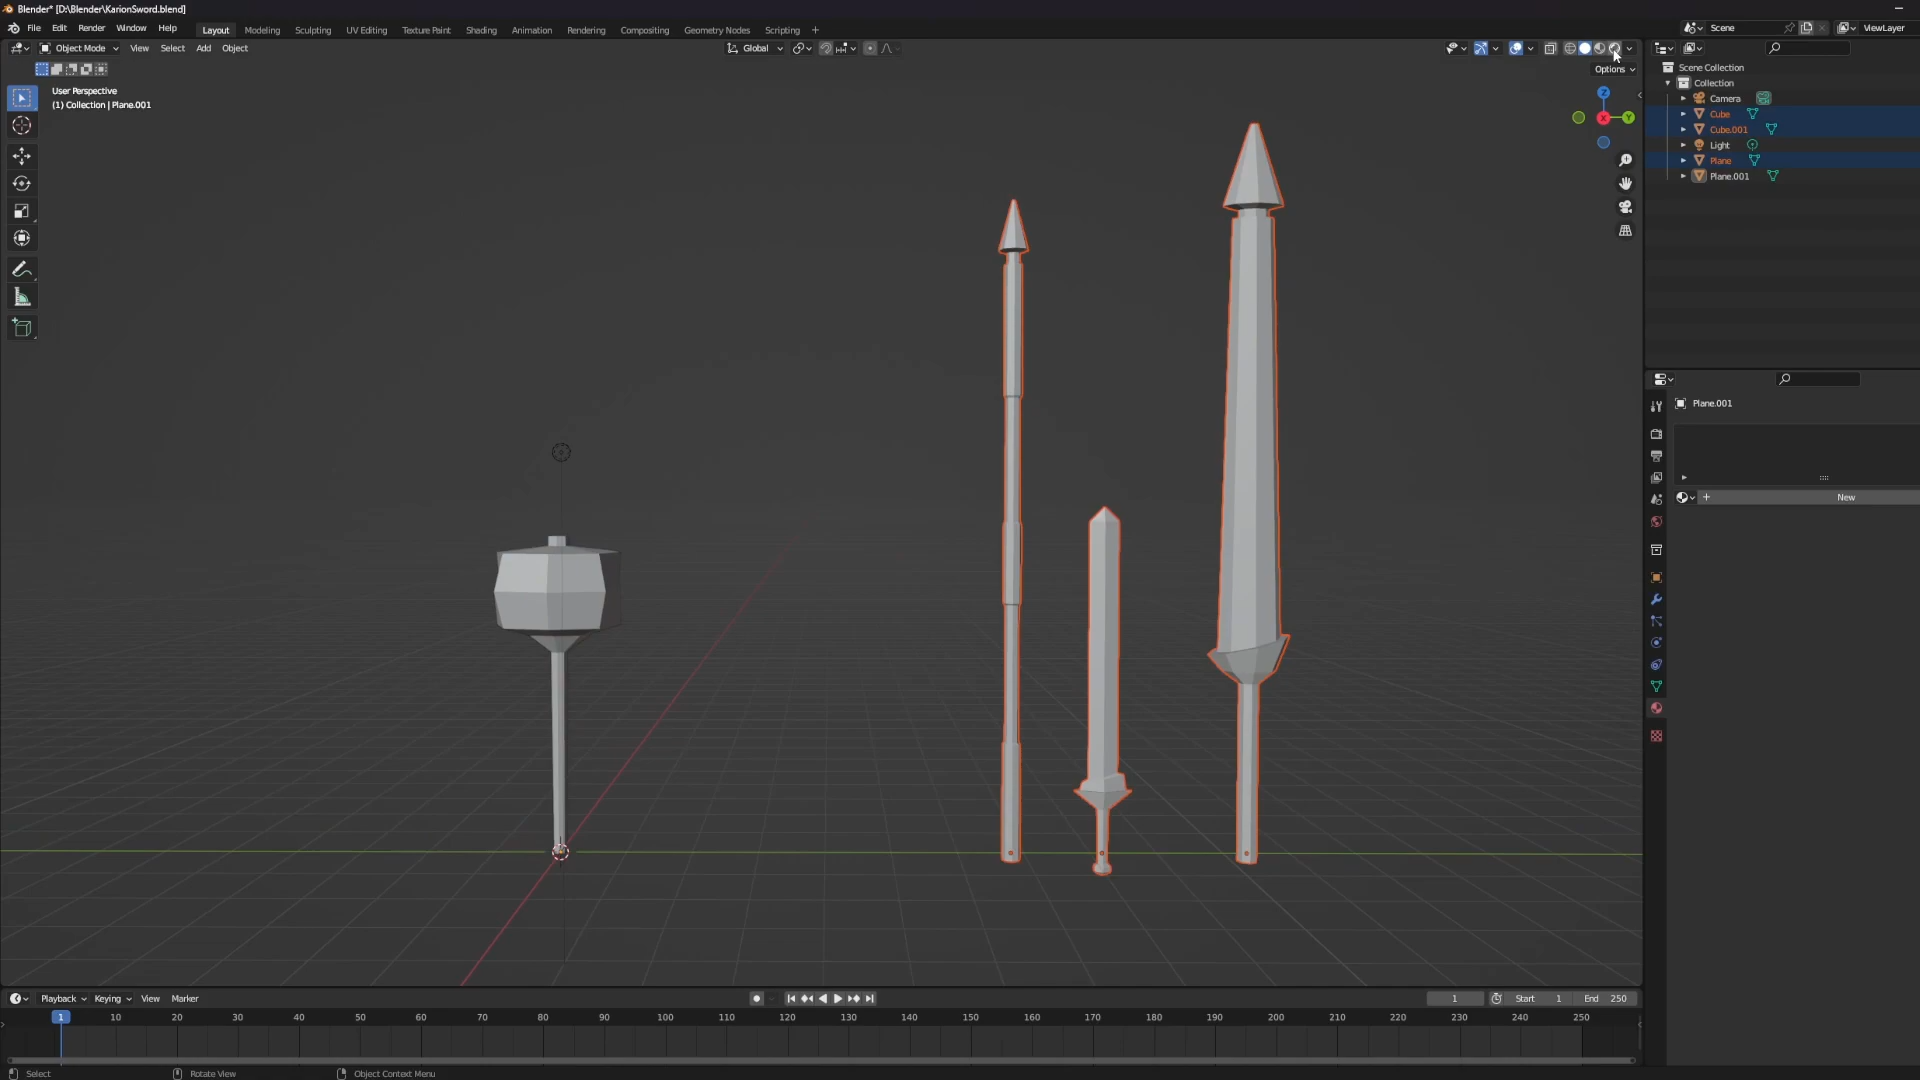 Blender* [D:\Blender\KarionSword.blend]
File Edit Render Window Help Layout Modeling Sculpting UV Editing Texture Paint Shading Animation Rendering Compositing Geometry Nodes Scripting + Scene ViewLayer
Object Mode View Select Add Object Global
Options
User Perspective
(1) Collection | Plane.001
Z
X
Y
Scene Collection
Collection
Camera
Cube
Cube.001
Light
Plane
Plane.001
Plane.001
New
Playback Keying View Marker 1 Start 1 End 250
1 10 20 30 40 50 60 70 80 90 100 110 120 130 140 150 160 170 180 190 200 210 220 230 240 250
Select Rotate View Object Context Menu